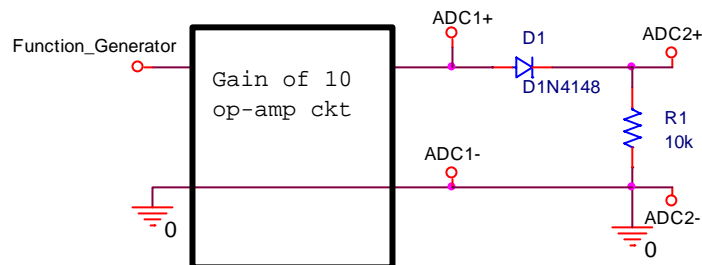 ADC1+
D1
ADC2+
Function_Generator
Gain of 10
op-amp ckt
D1N4148
R1
10k
ADC1-
ADC2-
0
0